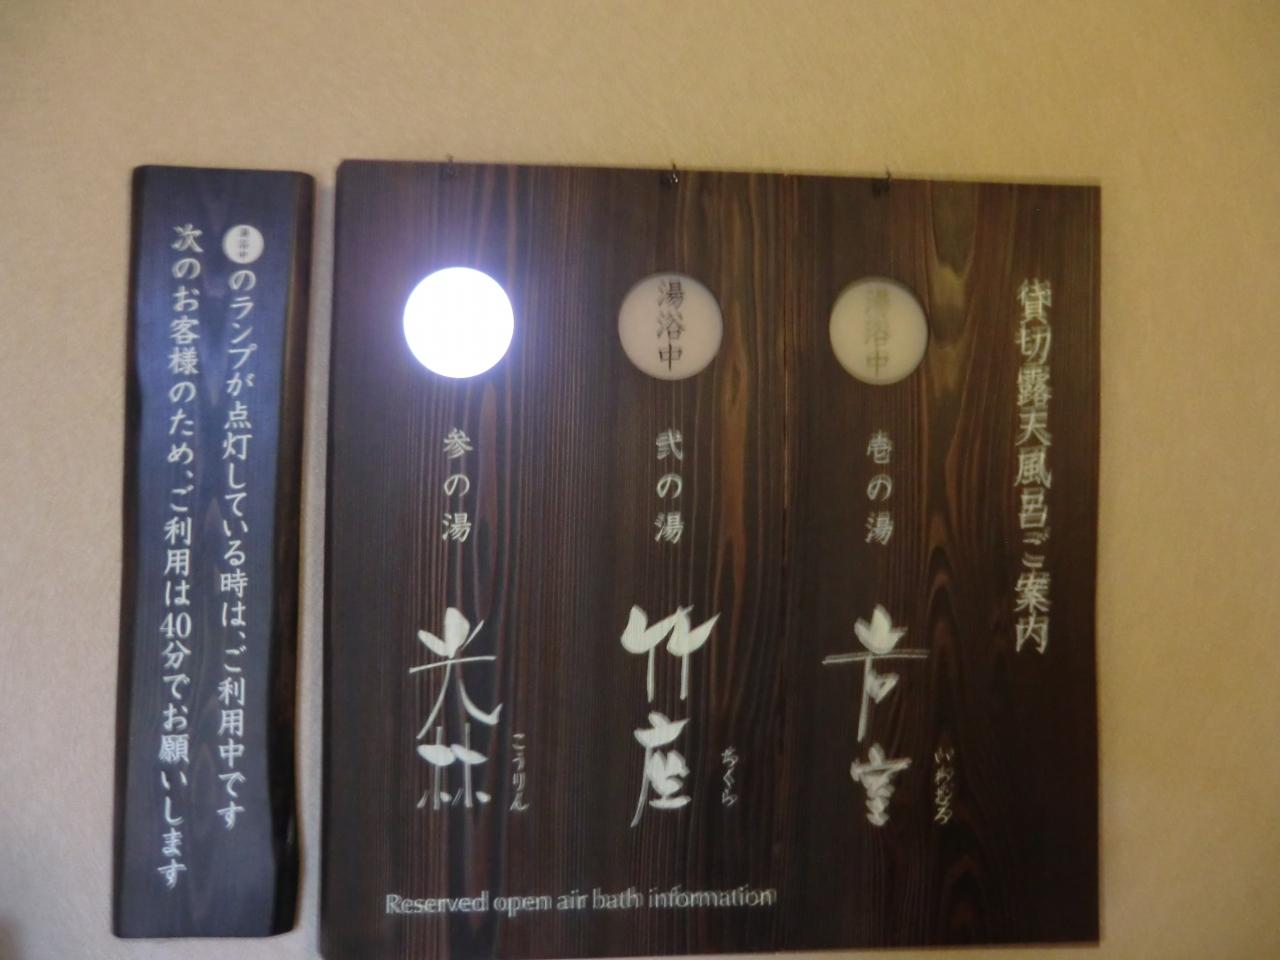 貸切露天風呂ご案内
湯浴中
壱の湯
岩室
いわむろ
湯浴中
弐の湯
竹座
ちくら
参の湯
光林
こうりん
Reserved open air bath information
湯浴中のランプが点灯している時は、ご利用中です
次のお客様のため、ご利用は40分でお願いします